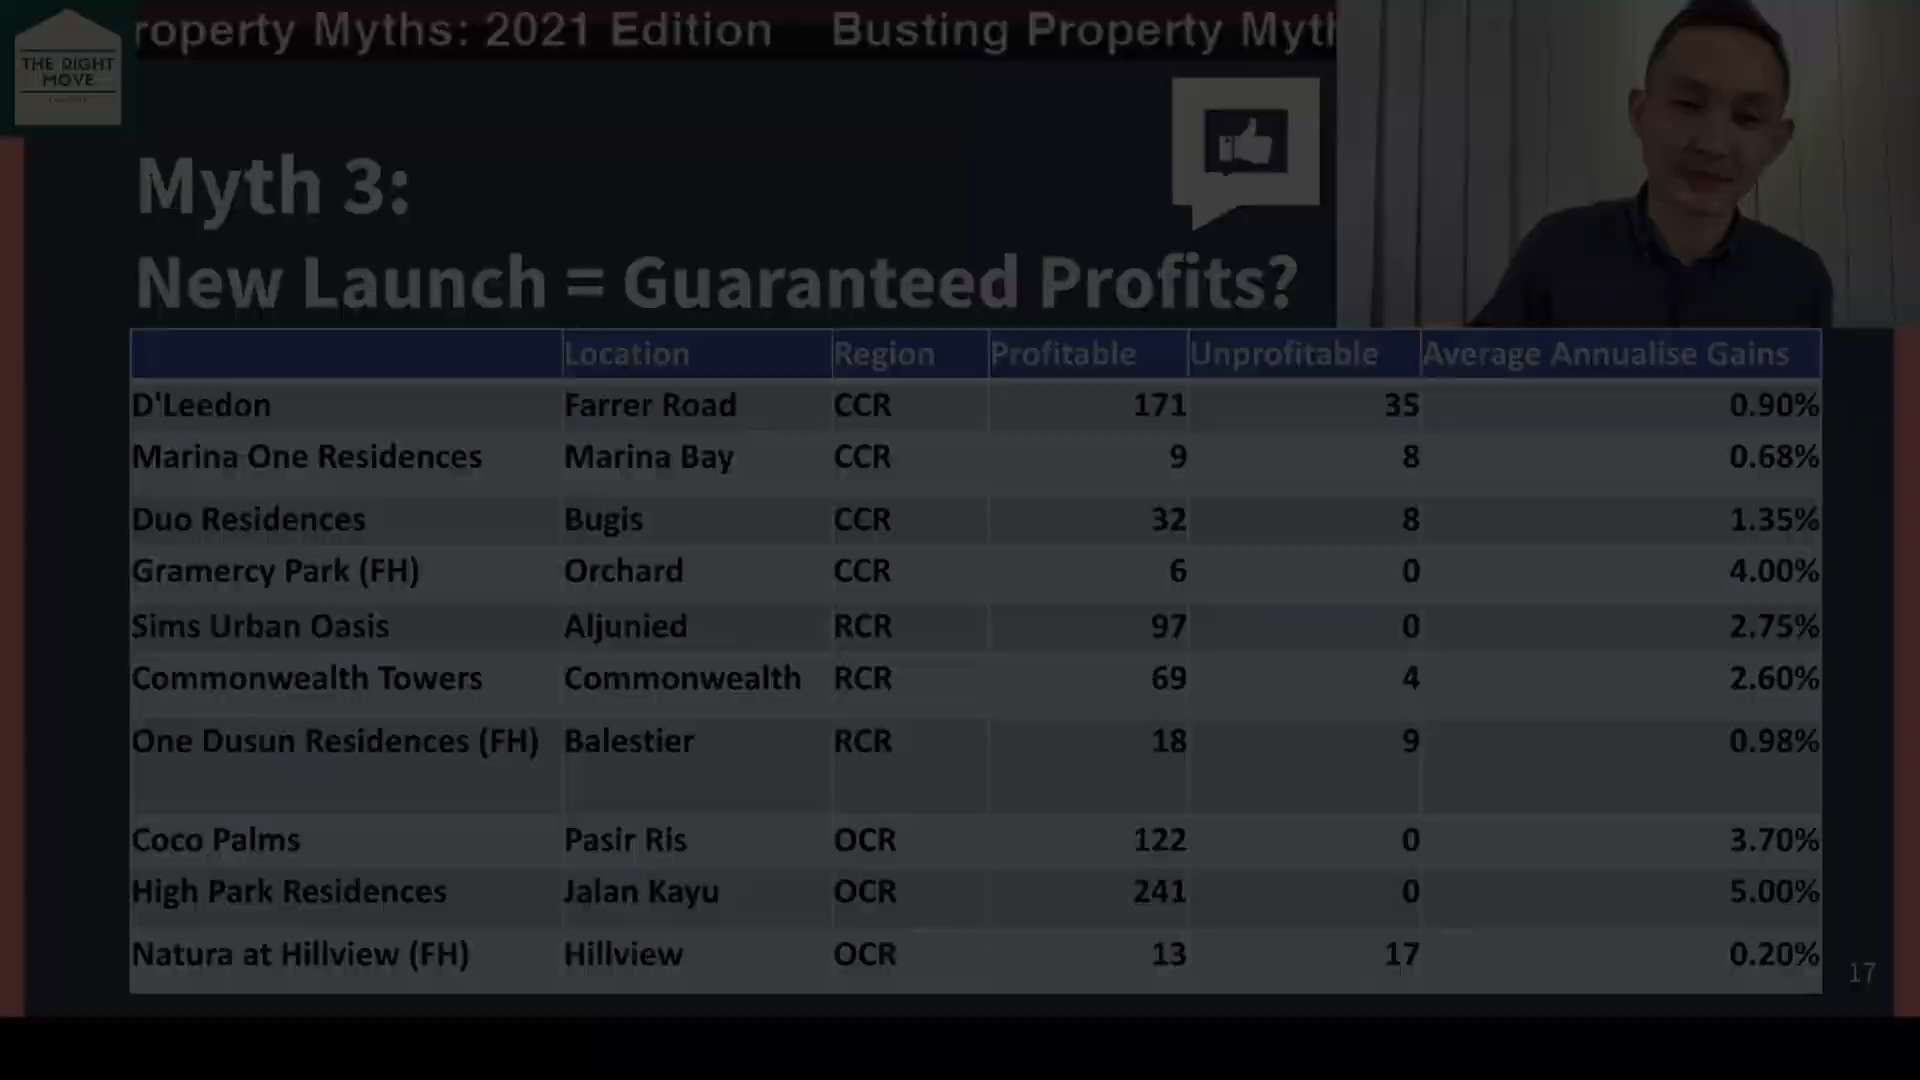 roperty Myths: 2021 Edition Busting Property Myth
THE RIGHT
MOVE
Myth 3:
New Launch = Guaranteed Profits?
Location Region Profitable Unprofitable Average Annualise Gains
D'Leedon Farrer Road CCR 171 35 0.90%
Marina One Residences Marina Bay CCR 9 8 0.68%
Duo Residences Bugis CCR 32 8 1.35%
Gramercy Park (FH) Orchard CCR 6 0 4.00%
Sims Urban Oasis Aljunied RCR 97 0 2.75%
Commonwealth Towers Commonwealth RCR 69 4 2.60%
One Dusun Residences (FH) Balestier RCR 18 9 0.98%
Coco Palms Pasir Ris OCR 122 0 3.70%
High Park Residences Jalan Kayu OCR 241 0 5.00%
Natura at Hillview (FH) Hillview OCR 13 17 0.20%
17